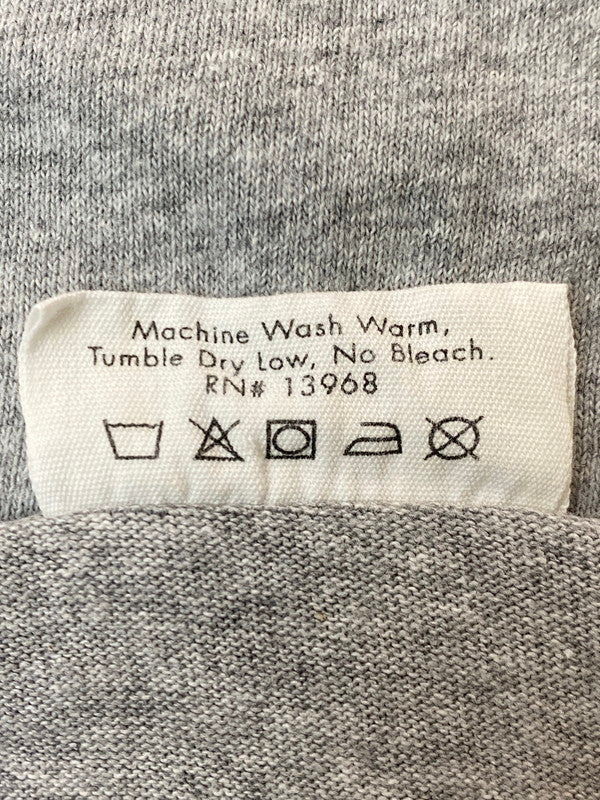 Machine Wash Warm,
Tumble Dry Low, No Bleach.
RN# 13968